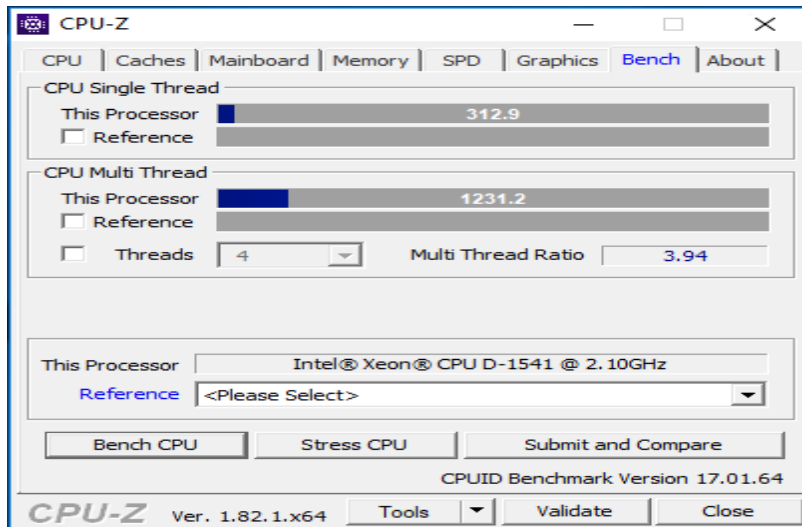 CPU-Z
CPU Caches Mainboard Memory SPD Graphics Bench About
CPU Single Thread
This Processor 312.9
Reference
CPU Multi Thread
This Processor 1231.2
Reference
Threads 4 Multi Thread Ratio 3.94
This Processor Intel® Xeon® CPU D-1541 @ 2.10GHz
Reference <Please Select>
Bench CPU Stress CPU Submit and Compare
CPUID Benchmark Version 17.01.64
CPU-Z Ver. 1.82.1.x64 Tools Validate Close